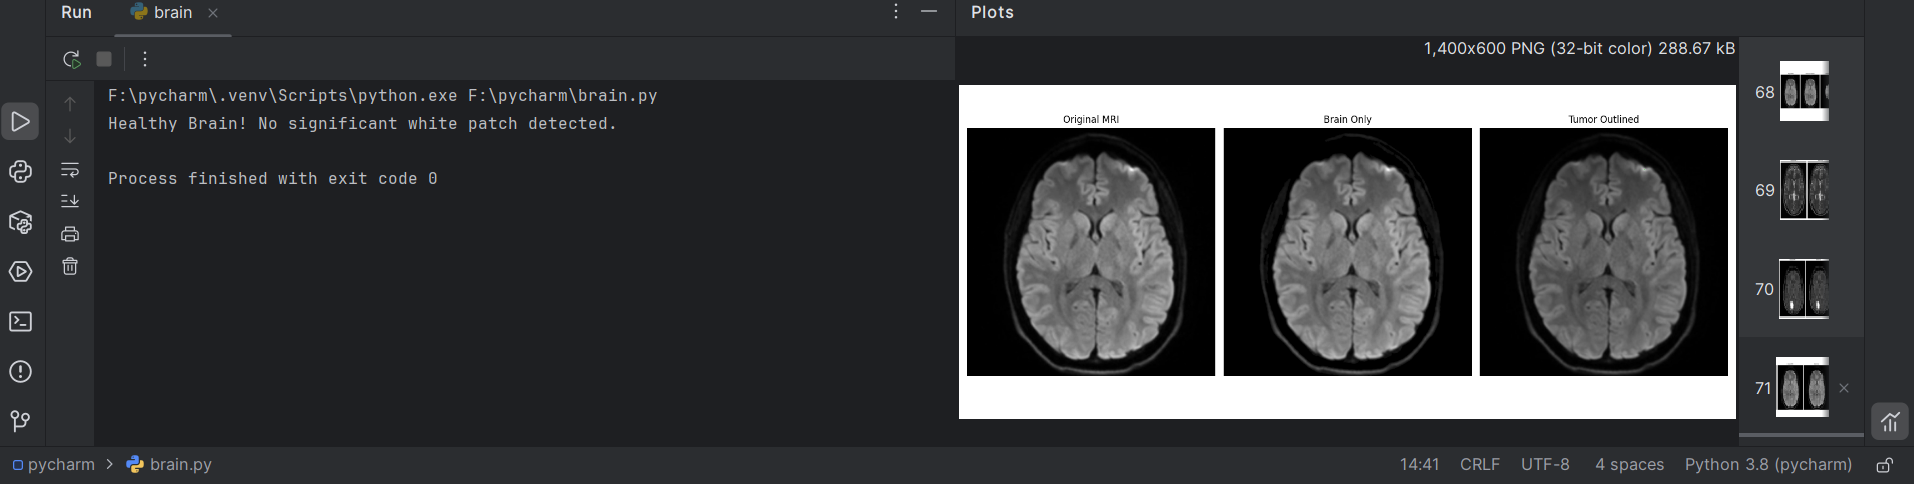 Run
brain
Plots
1,400x600 PNG (32-bit color) 288.67 kB
F:\pycharm\.venv\Scripts\python.exe F:\pycharm\brain.py
Healthy Brain! No significant white patch detected.
Process finished with exit code 0
Original MRI
Brain Only
Tumor Outlined
68
69
70
71
pycharm
brain.py
14:41
CRLF
UTF-8
4 spaces
Python 3.8 (pycharm)